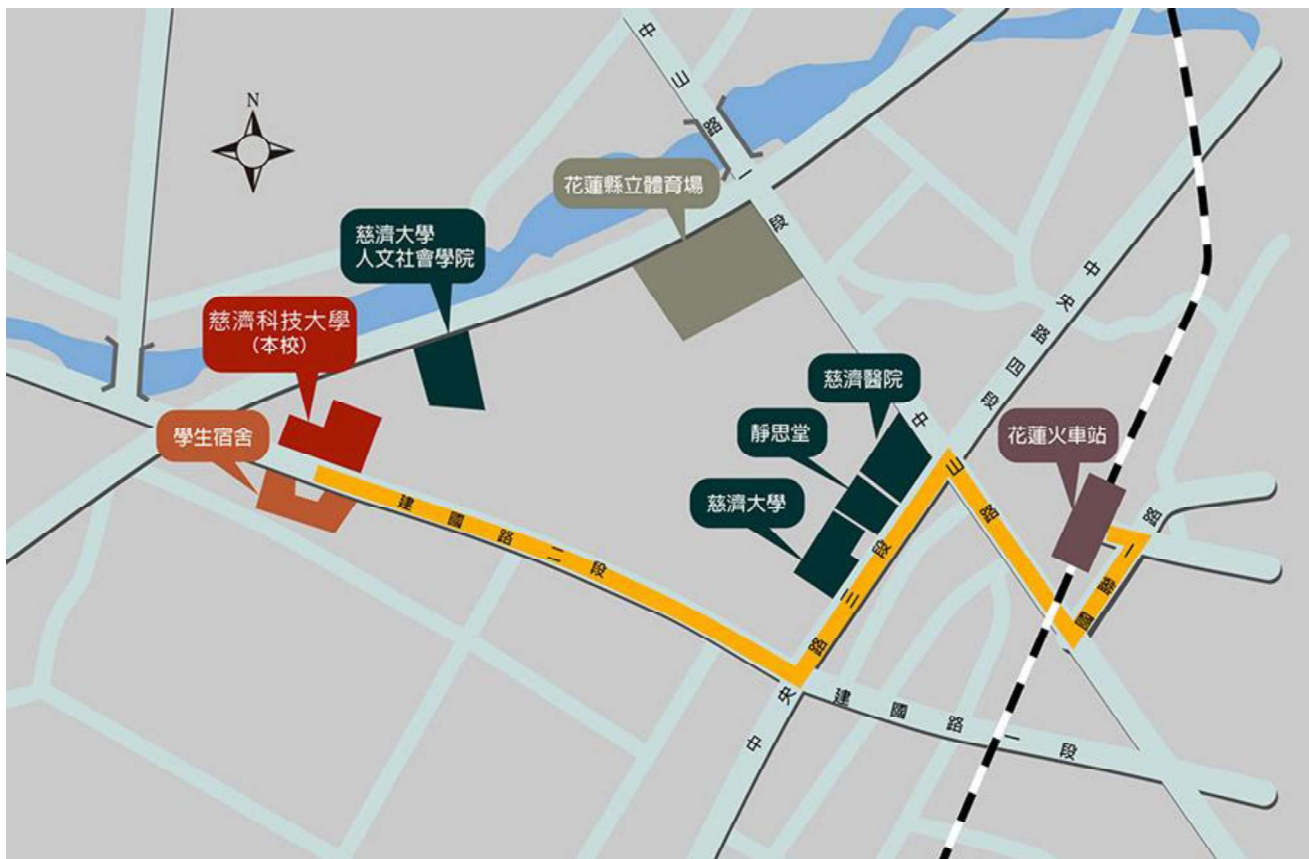 N
中山路一段
花蓮縣立體育場
慈濟大學
人文社會學院
慈濟科技大學
(本校)
學生宿舍
慈濟醫院
靜思堂
慈濟大學
花蓮火車站
中央路四段
中山路
國聯一路
建國路二段
中央路三段
建國路一段